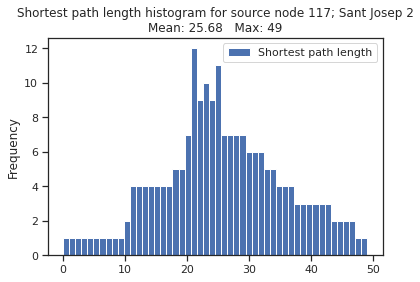 Shortest path length histogram for source node 117; Sant Josep 2
Mean: 25.68   Max: 49
Shortest path length
Frequency
12
10
8
6
4
2
0
0 10 20 30 40 50